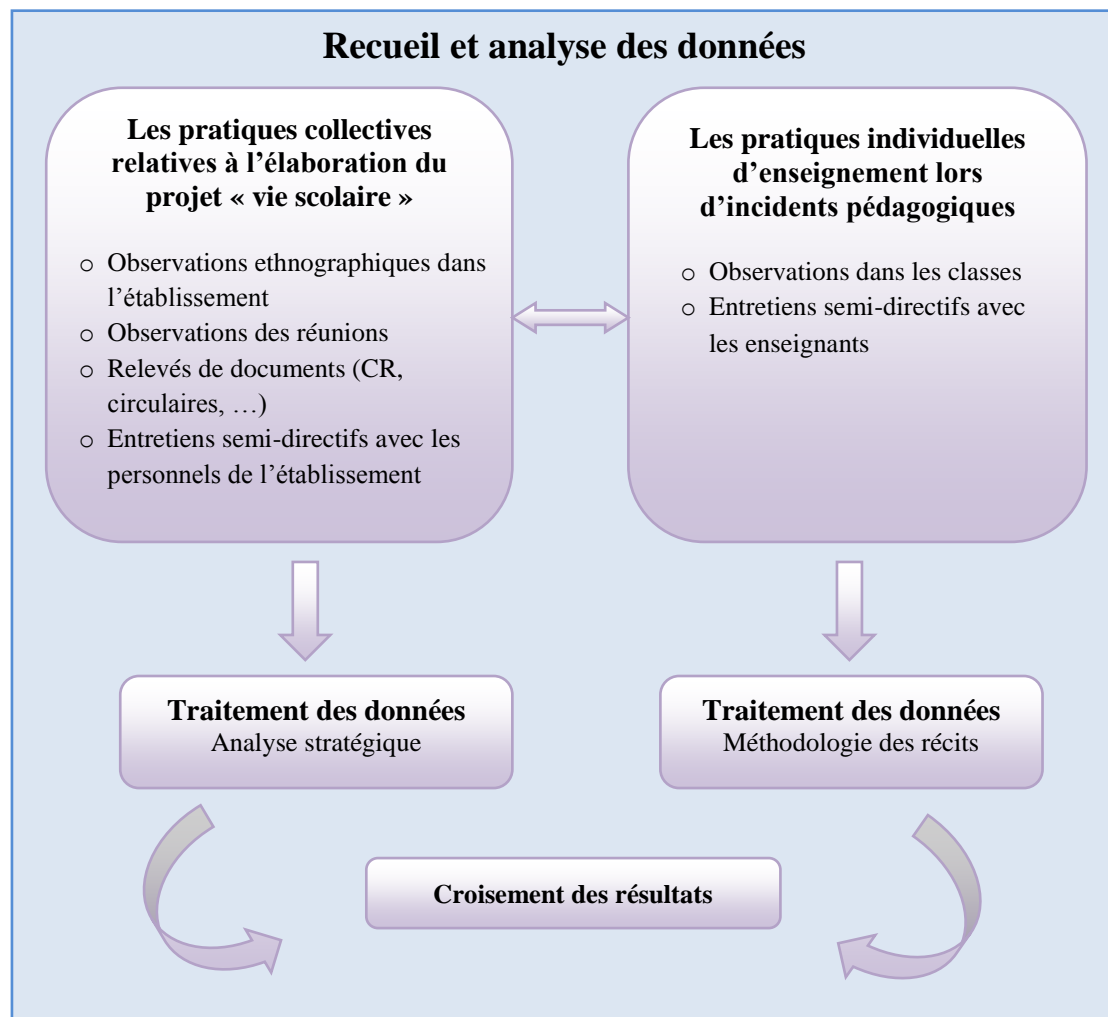 Recueil et analyse des données
Les pratiques collectives
relatives à l’élaboration du
projet « vie scolaire »
o Observations ethnographiques dans
l’établissement
o Observations des réunions
o Relevés de documents (CR,
circulaires, …)
o Entretiens semi-directifs avec les
personnels de l’établissement
Les pratiques individuelles
d’enseignement lors
d’incidents pédagogiques
o Observations dans les classes
o Entretiens semi-directifs avec
les enseignants
Traitement des données
Analyse stratégique
Traitement des données
Méthodologie des récits
Croisement des résultats